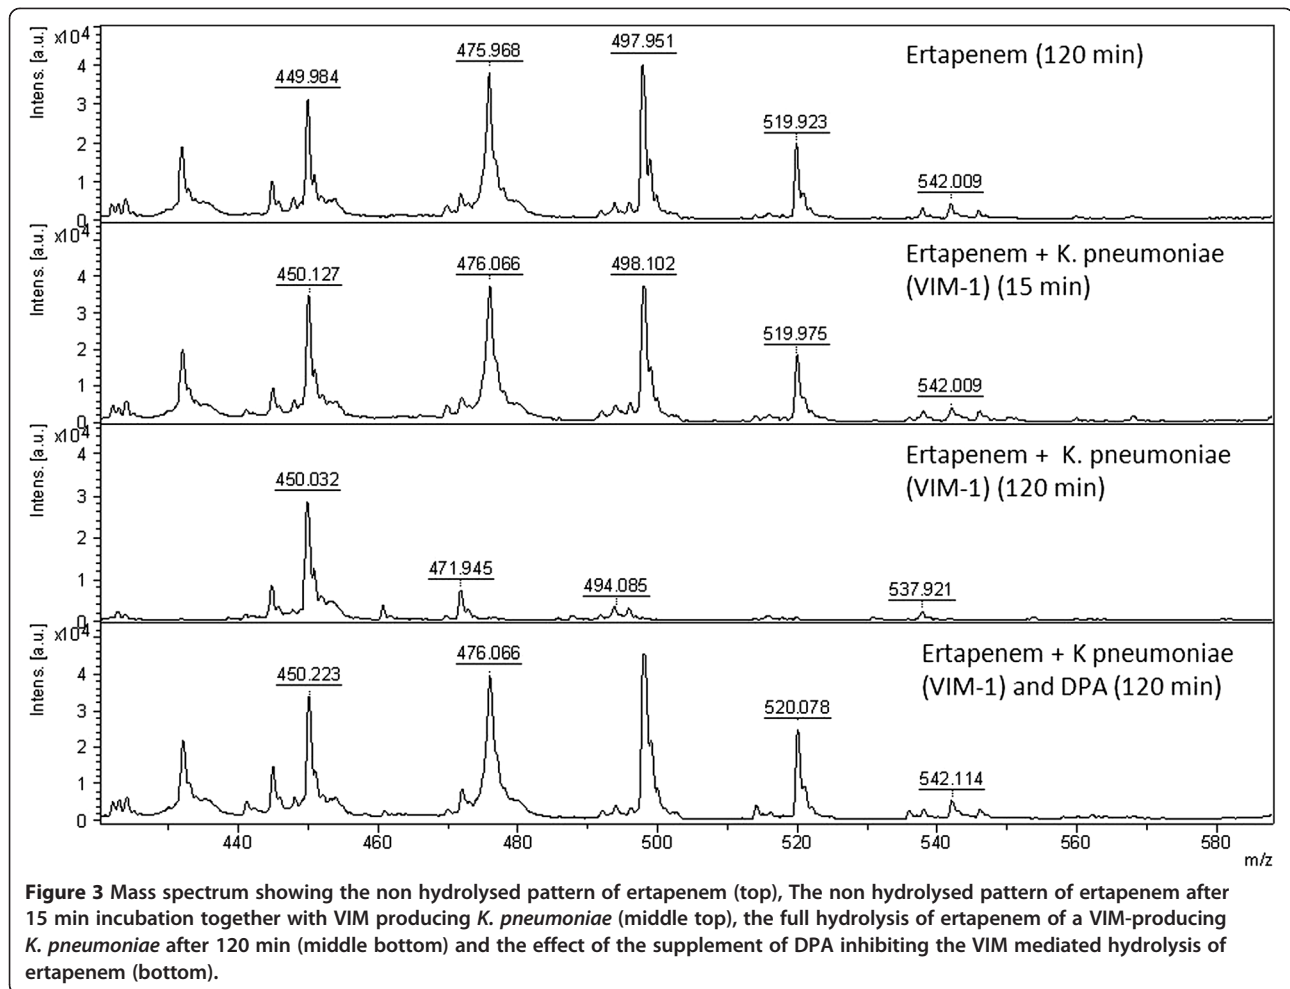 x10⁴
Intens. [a.u.]
4
3
2
1
0
449.984
475.968
497.951
519.923
542.009
Ertapenem (120 min)
x10⁴
Intens. [a.u.]
4
3
2
1
0
450.127
476.066
498.102
519.975
542.009
Ertapenem + K. pneumoniae
(VIM-1) (15 min)
x10⁴
Intens. [a.u.]
4
3
2
1
0
450.032
471.945
494.085
537.921
Ertapenem + K. pneumoniae
(VIM-1) (120 min)
x10⁴
Intens. [a.u.]
4
3
2
1
0
450.223
476.066
520.078
542.114
Ertapenem + K pneumoniae
(VIM-1) and DPA (120 min)
440 460 480 500 520 540 560 580
m/z
Figure 3 Mass spectrum showing the non hydrolysed pattern of ertapenem (top), The non hydrolysed pattern of ertapenem after
15 min incubation together with VIM producing K. pneumoniae (middle top), the full hydrolysis of ertapenem of a VIM-producing
K. pneumoniae after 120 min (middle bottom) and the effect of the supplement of DPA inhibiting the VIM mediated hydrolysis of
ertapenem (bottom).